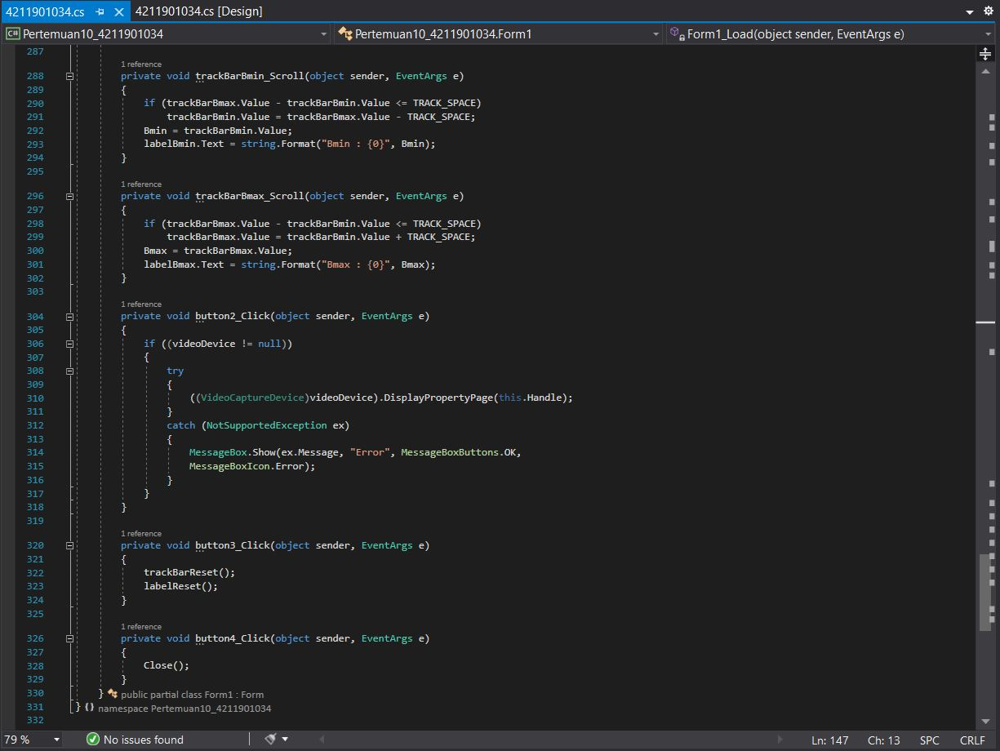 4211901034.cs
4211901034.cs [Design]
C# Pertemuan10_4211901034
Pertemuan10_4211901034.Form1
Form1_Load(object sender, EventArgs e)
287
1 reference
288 private void trackBarBmin_Scroll(object sender, EventArgs e)
289 {
290 if (trackBarBmax.Value - trackBarBmin.Value <= TRACK_SPACE)
291 trackBarBmin.Value = trackBarBmax.Value - TRACK_SPACE;
292 Bmin = trackBarBmin.Value;
293 labelBmin.Text = string.Format("Bmin : {0}", Bmin);
294 }
295
1 reference
296 private void trackBarBmax_Scroll(object sender, EventArgs e)
297 {
298 if (trackBarBmax.Value - trackBarBmin.Value <= TRACK_SPACE)
299 trackBarBmax.Value = trackBarBmin.Value + TRACK_SPACE;
300 Bmax = trackBarBmax.Value;
301 labelBmax.Text = string.Format("Bmax : {0}", Bmax);
302 }
303
1 reference
304 private void button2_Click(object sender, EventArgs e)
305 {
306 if ((videoDevice != null))
307 {
308 try
309 {
310 ((VideoCaptureDevice)videoDevice).DisplayPropertyPage(this.Handle);
311 }
312 catch (NotSupportedException ex)
313 {
314 MessageBox.Show(ex.Message, "Error", MessageBoxButtons.OK,
315 MessageBoxIcon.Error);
316 }
317 }
318 }
319
1 reference
320 private void button3_Click(object sender, EventArgs e)
321 {
322 trackBarReset();
323 labelReset();
324 }
325
1 reference
326 private void button4_Click(object sender, EventArgs e)
327 {
328 Close();
329 }
330 } public partial class Form1 : Form
331 } {} namespace Pertemuan10_4211901034
332
79 % No issues found Ln: 147 Ch: 13 SPC CRLF